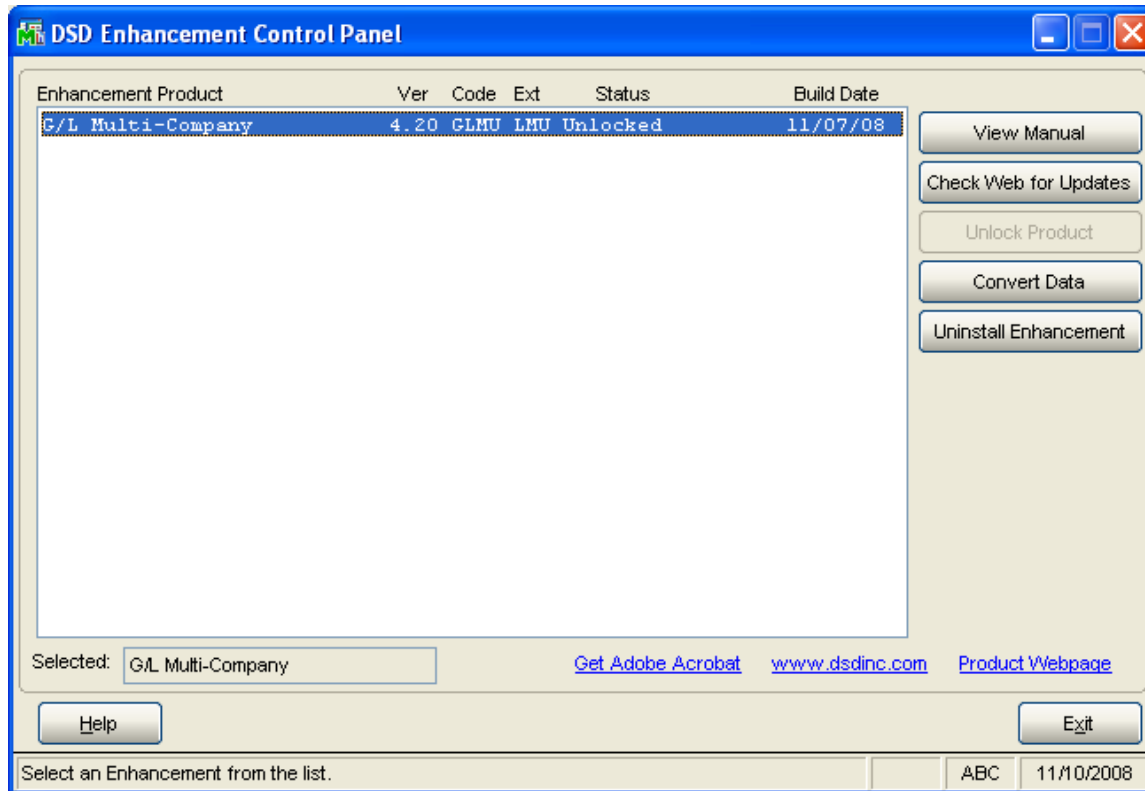 DSD Enhancement Control Panel
Enhancement Product Ver Code Ext Status Build Date
G/L Multi-Company 4.20 GLMU LMU Unlocked 11/07/08
View Manual
Check Web for Updates
Unlock Product
Convert Data
Uninstall Enhancement
Selected: G/L Multi-Company Get Adobe Acrobat www.dsdinc.com Product Webpage
Help Exit
Select an Enhancement from the list. ABC 11/10/2008